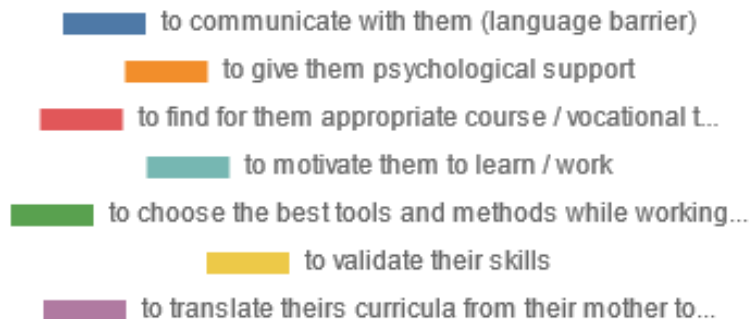 to communicate with them (language barrier)
to give them psychological support
to find for them appropriate course / vocational t...
to motivate them to learn / work
to choose the best tools and methods while working...
to validate their skills
to translate theirs curricula from their mother to...